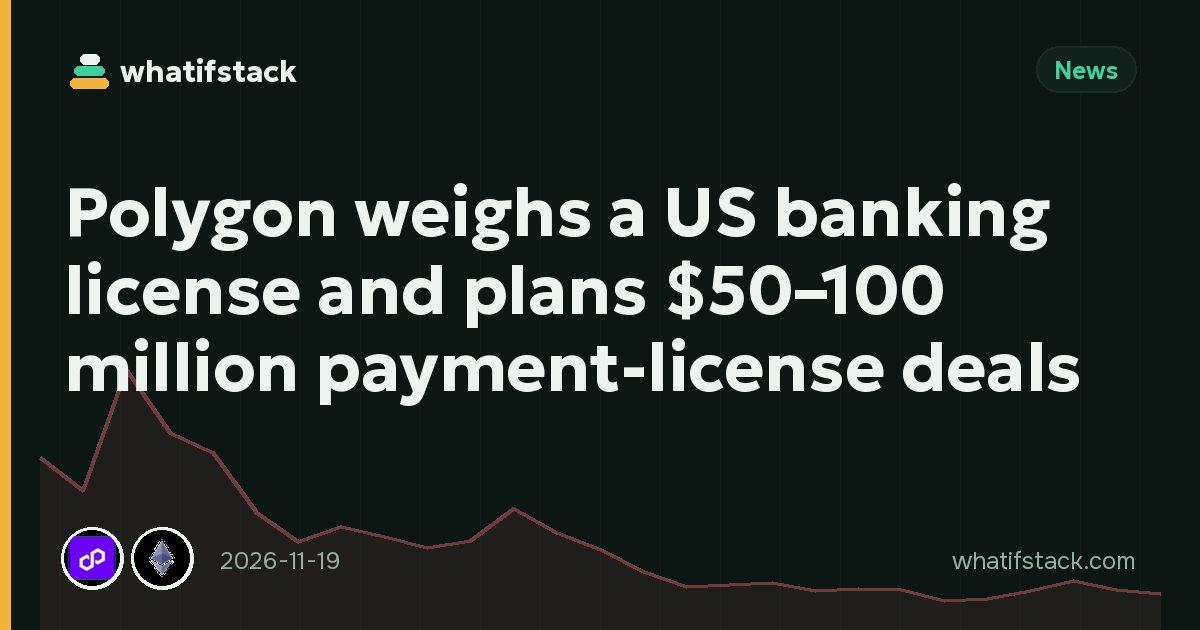 whatifstack
News
Polygon weighs a US banking
license and plans $50–100
million payment-license deals
2026-11-19
whatifstack.com